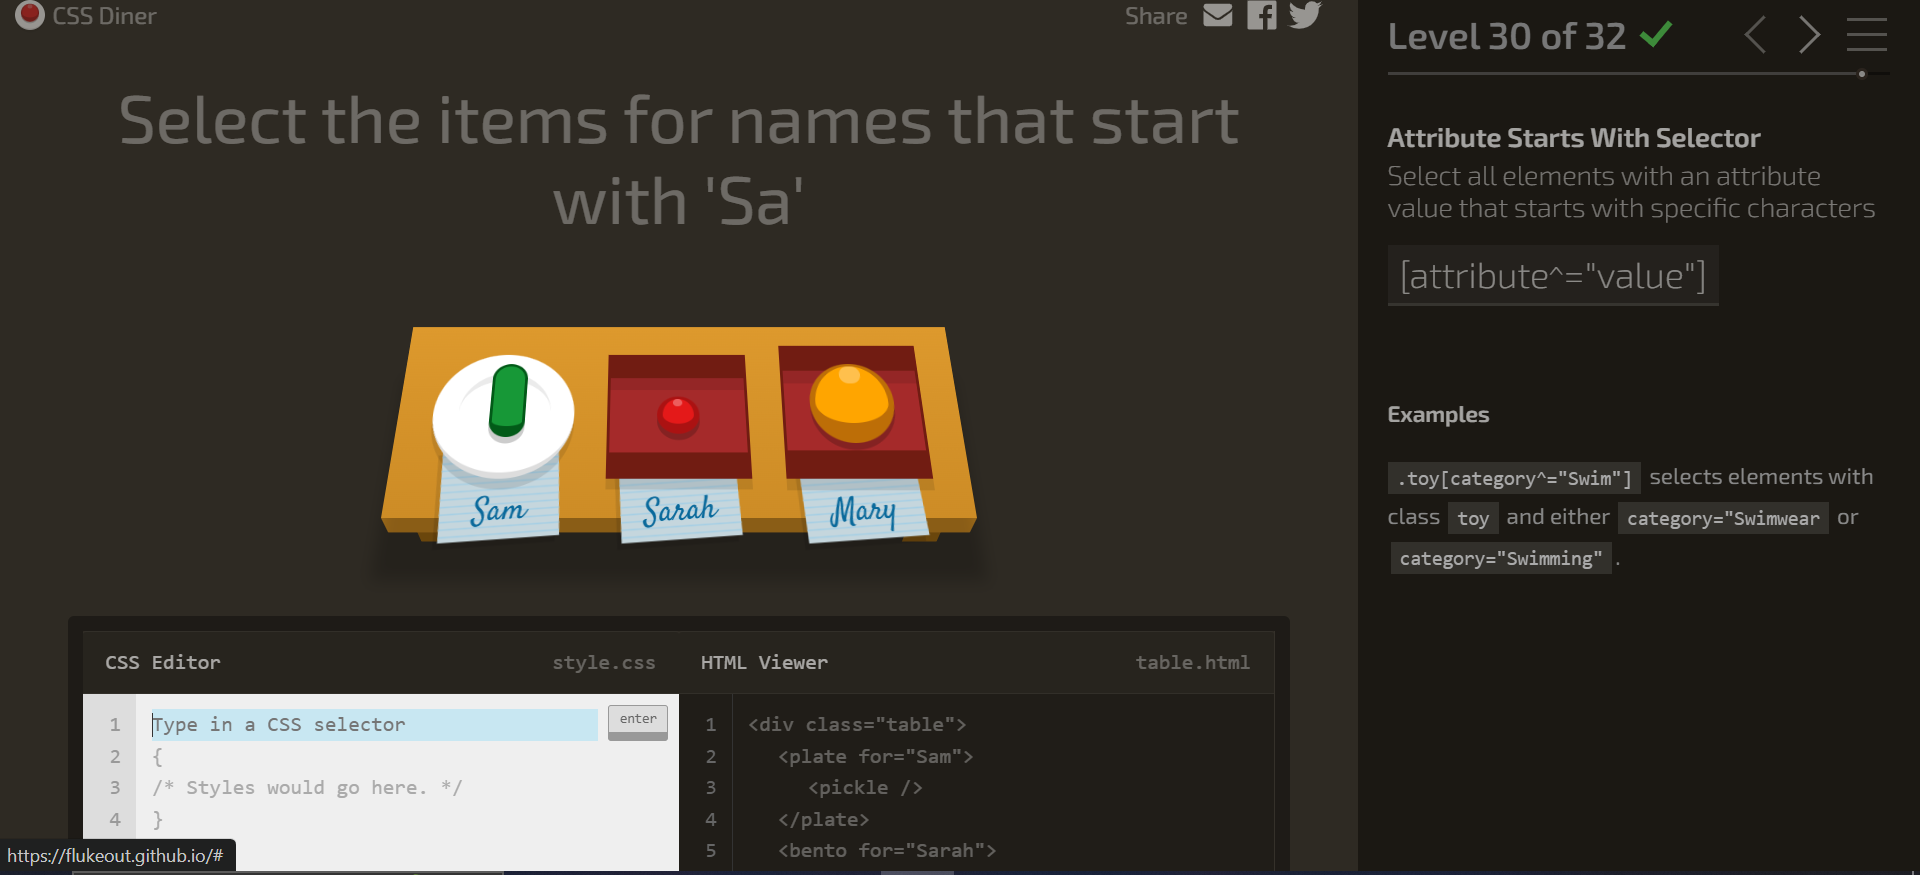 CSS Diner
Share
Select the items for names that start
with 'Sa'
Sam
Sarah
Mary
CSS Editor
style.css
1 Type in a CSS selector
enter
2 {
3 /* Styles would go here. */
4 }
HTML Viewer
table.html
1 <div class="table">
2 <plate for="Sam">
3 <pickle />
4 </plate>
5 <bento for="Sarah">
https://flukeout.github.io/#
Level 30 of 32
Attribute Starts With Selector
Select all elements with an attribute
value that starts with specific characters
[attribute^="value"]
Examples
.toy[category^="Swim"] selects elements with
class toy and either category="Swimwear or
category="Swimming" .